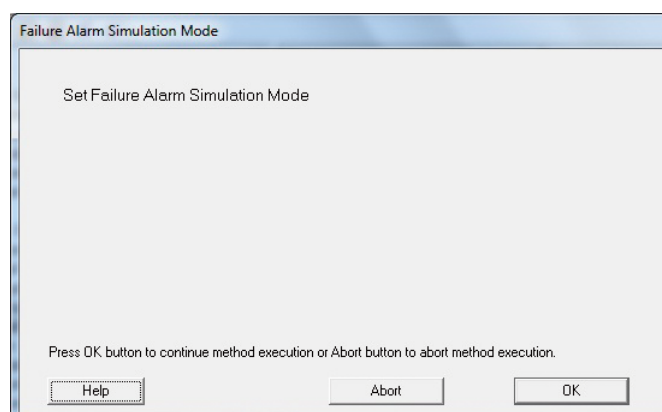 Failure Alarm Simulation Mode
Set Failure Alarm Simulation Mode
Press OK button to continue method execution or Abort button to abort method execution.
Help Abort OK